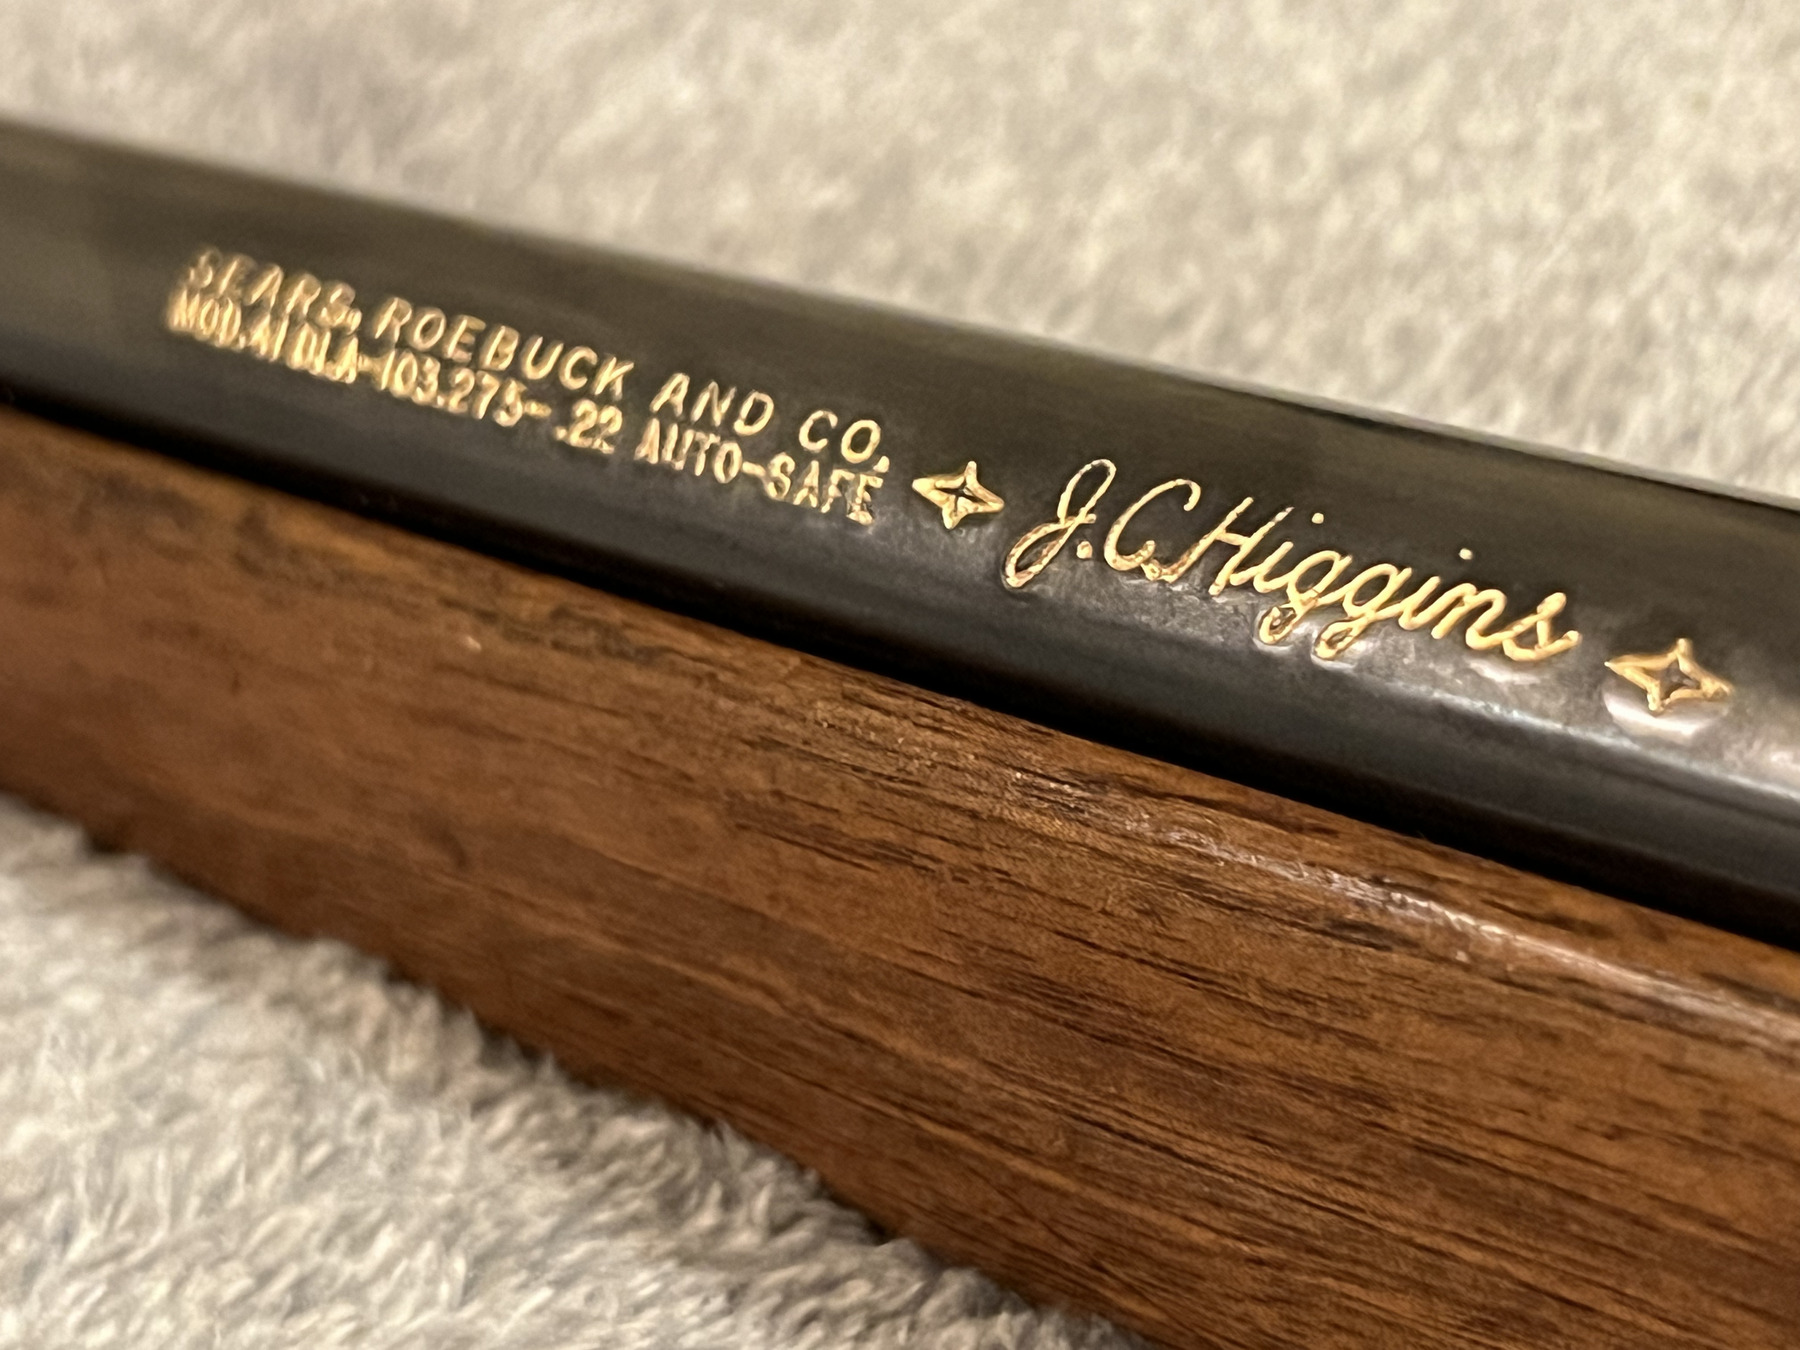 SEARS, ROEBUCK AND CO.
MOD.41 DLA-103.275-.22 AUTO-SAFE
J.C.Higgins